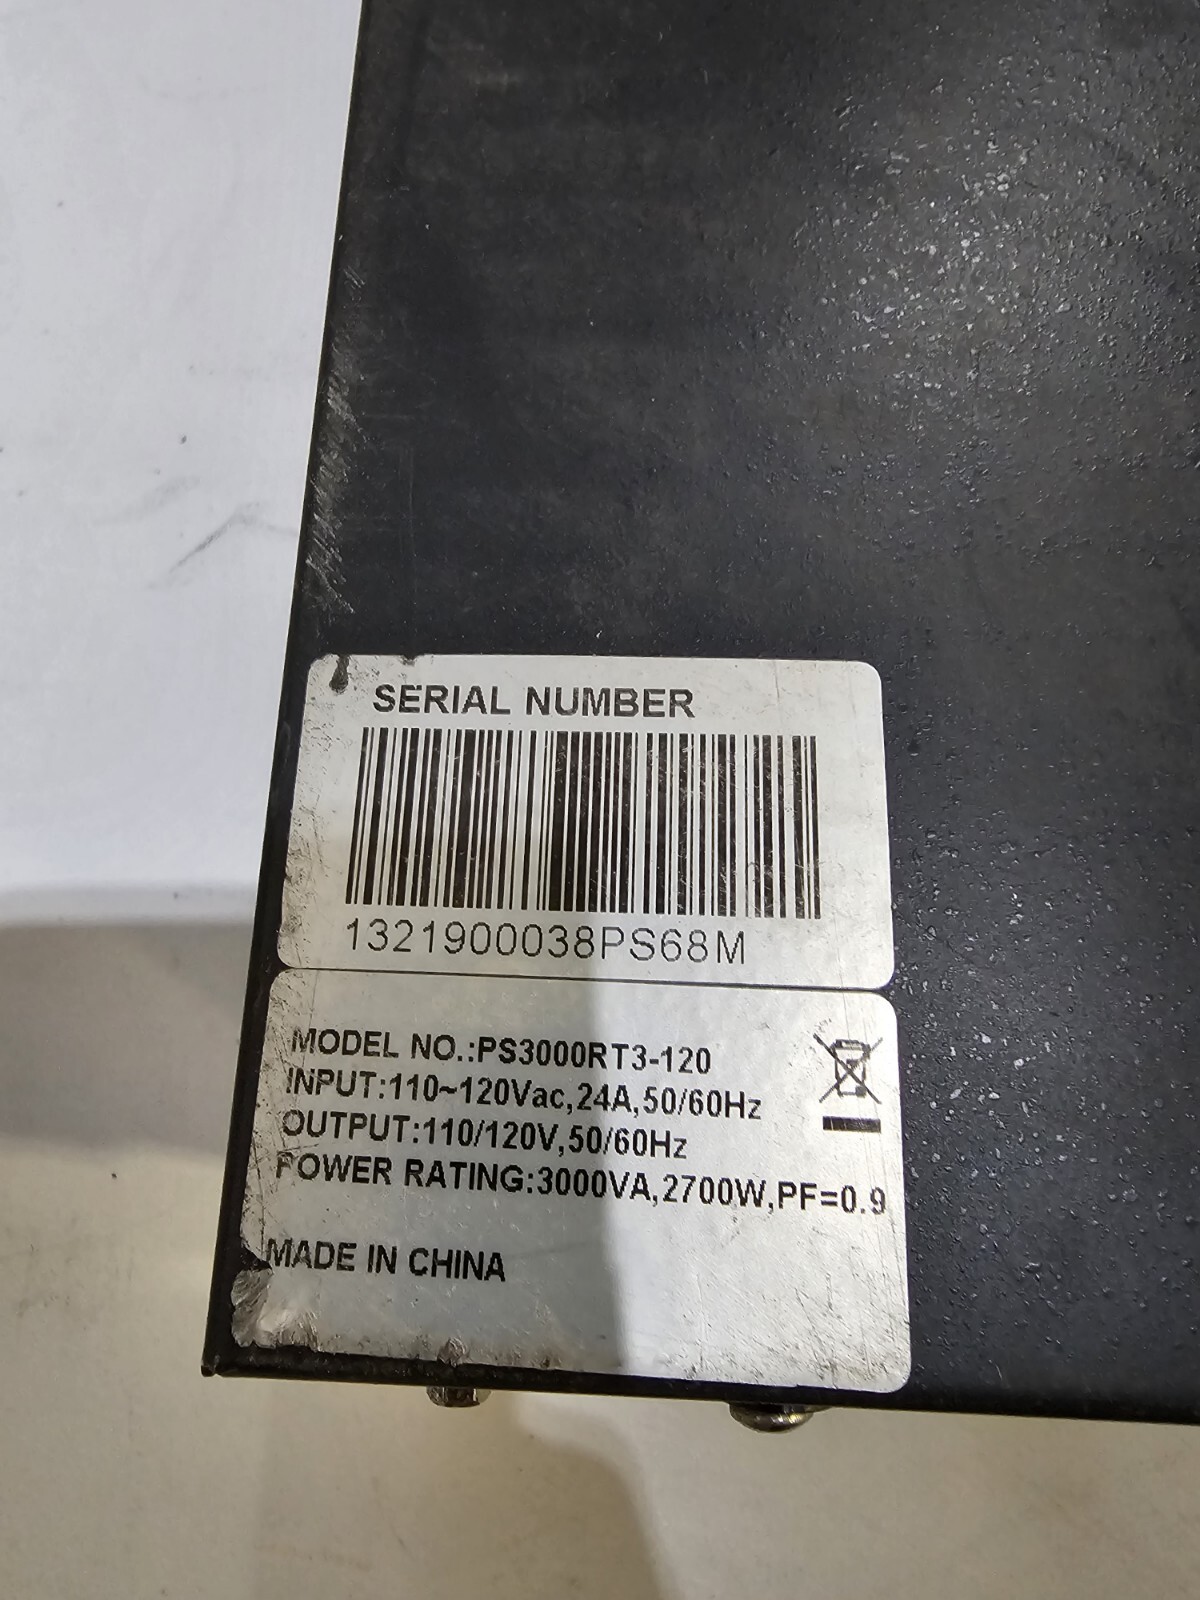 SERIAL NUMBER
1321900038PS68M
MODEL NO.:PS3000RT3-120
INPUT:110~120Vac,24A,50/60Hz
OUTPUT:110/120V,50/60Hz
POWER RATING:3000VA,2700W,PF=0.9
MADE IN CHINA